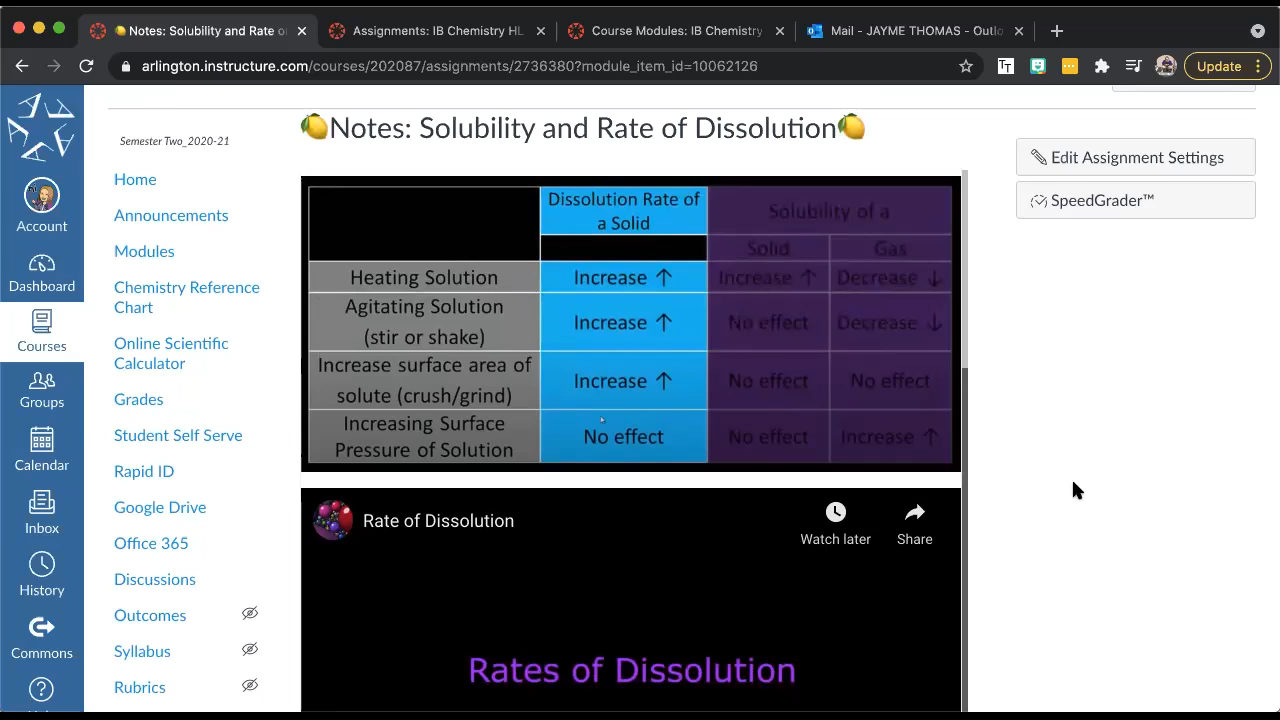 Notes: Solubility and Rate o
Assignments: IB Chemistry HL
Course Modules: IB Chemistry
Mail - JAYME THOMAS - Outlo
arlington.instructure.com/courses/202087/assignments/2736380?module_item_id=10062126
Update
Account
Dashboard
Courses
Groups
Calendar
Inbox
History
Commons
Semester Two_2020-21
Home
Announcements
Modules
Chemistry Reference
Chart
Online Scientific
Calculator
Grades
Student Self Serve
Rapid ID
Google Drive
Office 365
Discussions
Outcomes
Syllabus
Rubrics
🍋Notes: Solubility and Rate of Dissolution🍋
Dissolution Rate of
a Solid
Solubility of a
Solid Gas
Heating Solution Increase ↑ Increase ↑ Decrease ↓
Agitating Solution
(stir or shake) Increase ↑ No effect Decrease ↓
Increase surface area of
solute (crush/grind) Increase ↑ No effect No effect
Increasing Surface
Pressure of Solution No effect No effect Increase ↑
Rate of Dissolution
Watch later
Share
Rates of Dissolution
Edit Assignment Settings
SpeedGrader™